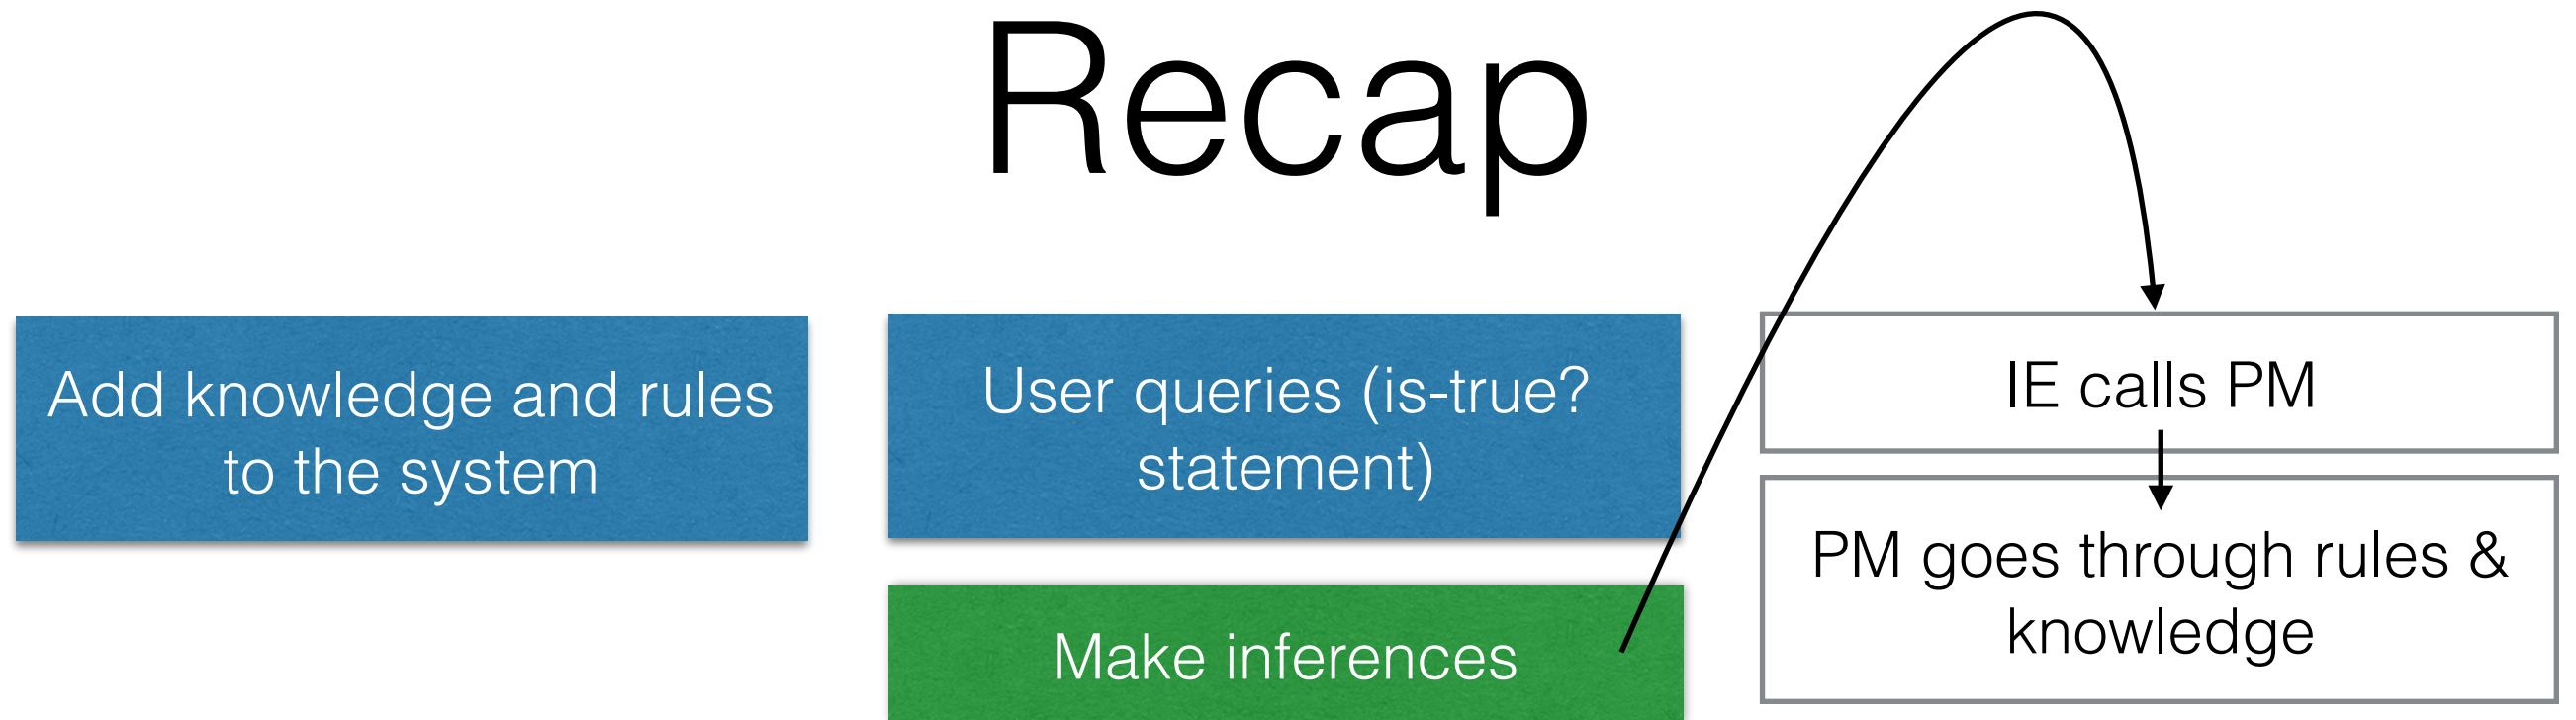 Recap
Add knowledge and rules
to the system
User queries (is-true?
statement)
Make inferences
IE calls PM
PM goes through rules &
knowledge